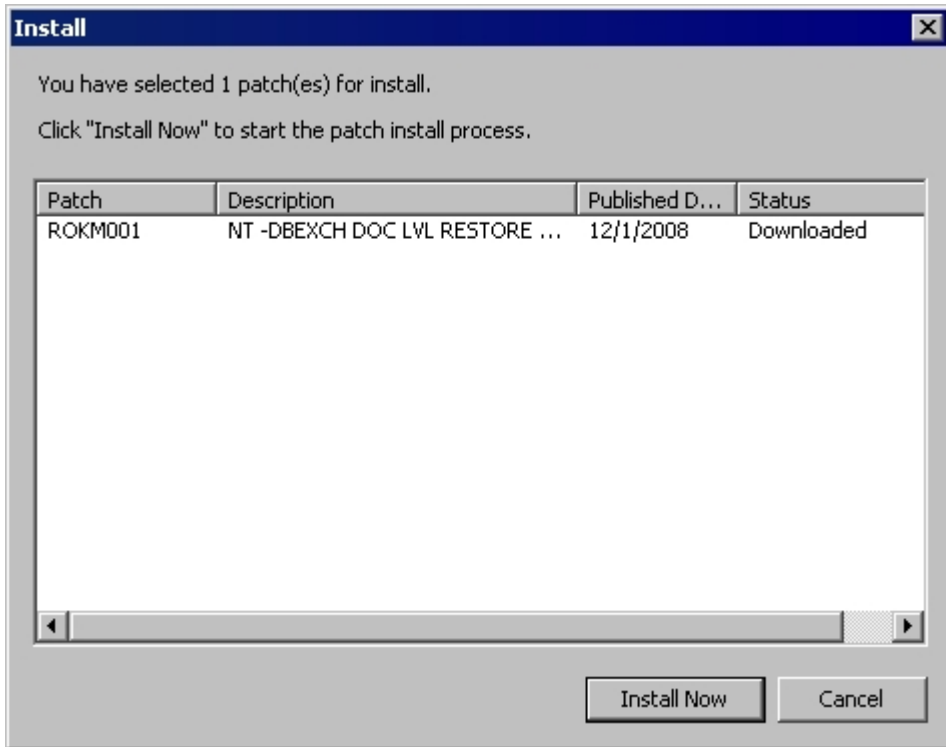 Install
You have selected 1 patch(es) for install.
Click "Install Now" to start the patch install process.
Patch Description Published D... Status
ROKM001 NT -DBEXCH DOC LVL RESTORE ... 12/1/2008 Downloaded
Install Now Cancel